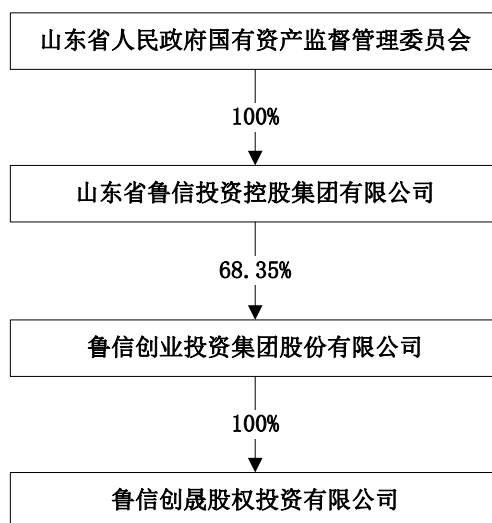 山东省人民政府国有资产监督管理委员会
100%
山东省鲁信投资控股集团有限公司
68.35%
鲁信创业投资集团股份有限公司
100%
鲁信创晟股权投资有限公司